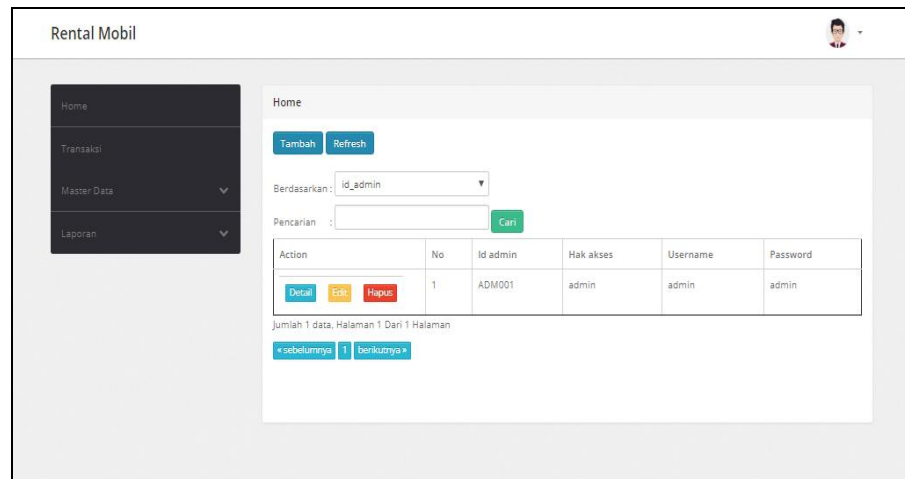 Rental Mobil
Home
Transaksi
Master Data
Laporan
Home
Tambah Refresh
Berdasarkan : id_admin
Pencarian : Cari
Action No Id admin Hak akses Username Password
Detail Edit Hapus 1 ADM001 admin admin admin
Jumlah 1 data, Halaman 1 Dari 1 Halaman
« sebelumnya 1 berikutnya »